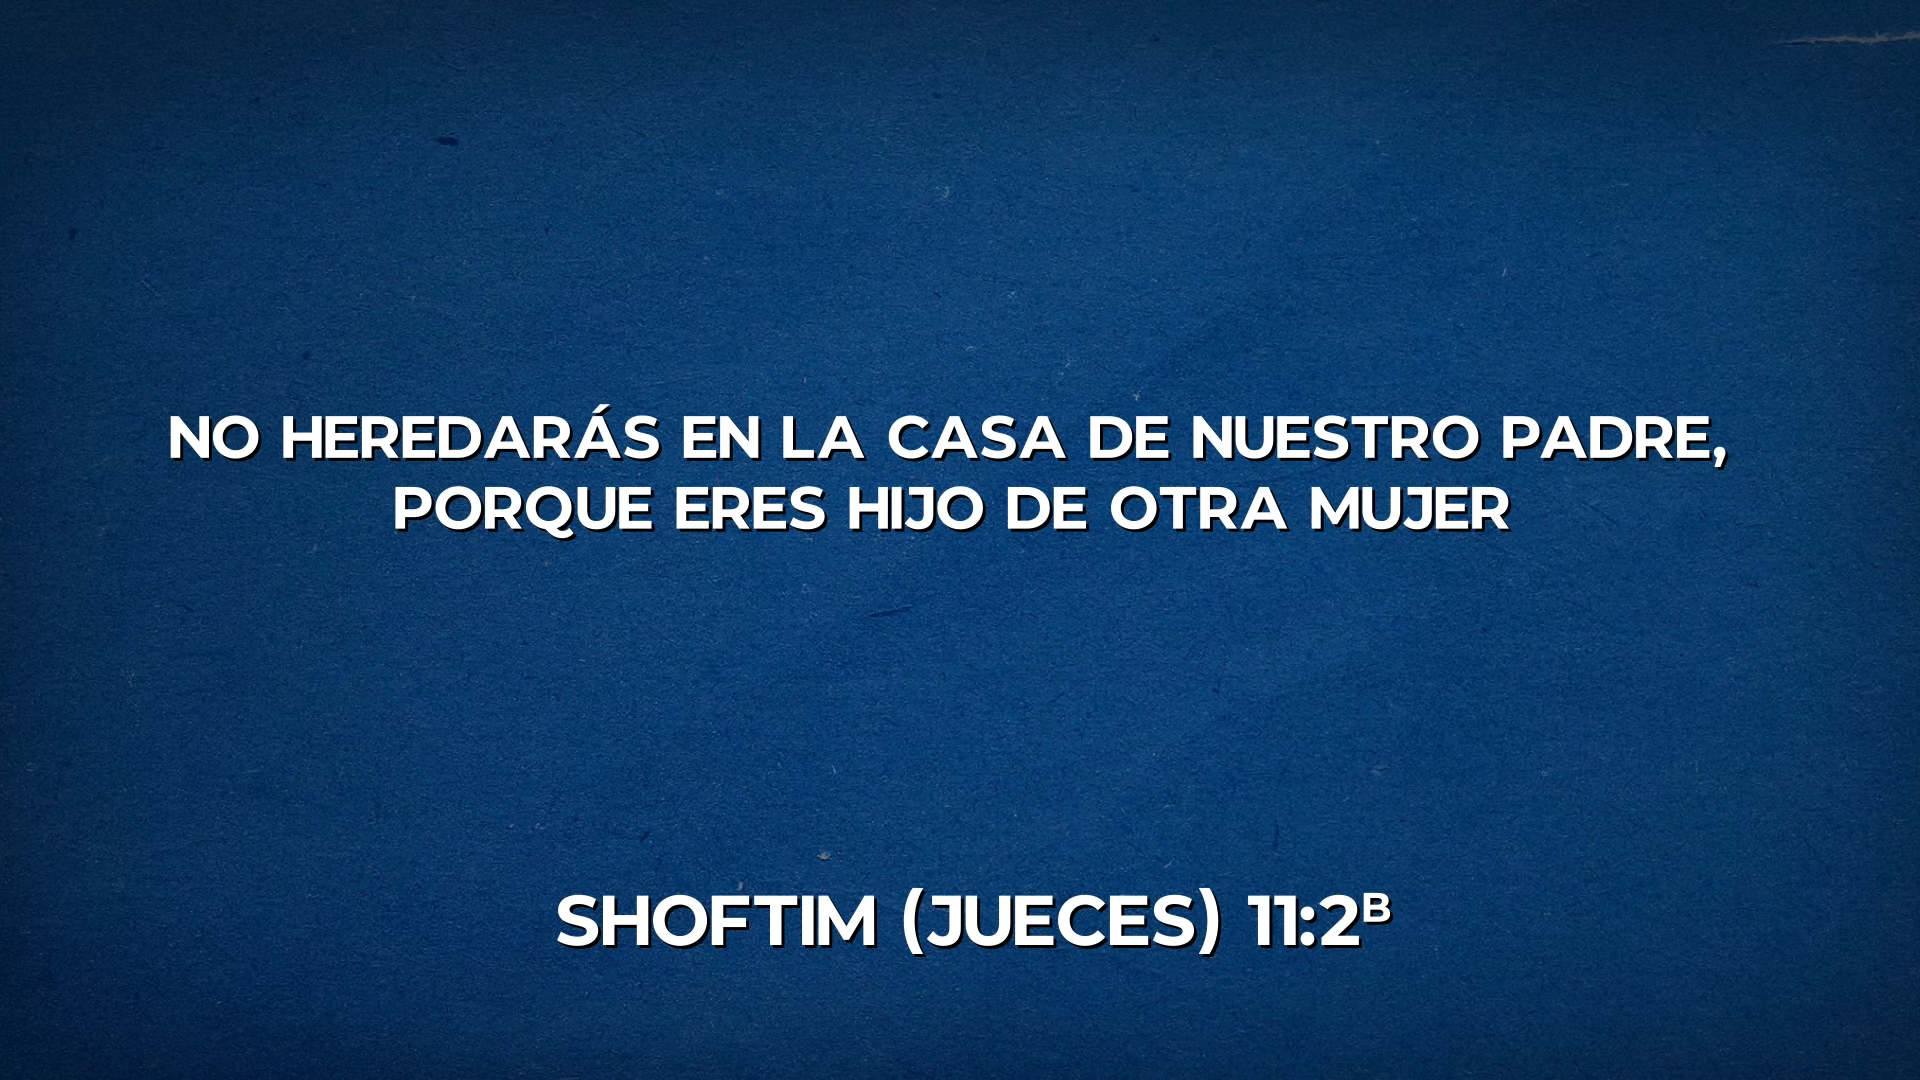 NO HEREDARÁS EN LA CASA DE NUESTRO PADRE,
PORQUE ERES HIJO DE OTRA MUJER
SHOFTIM (JUECES) 11:2ᴮ